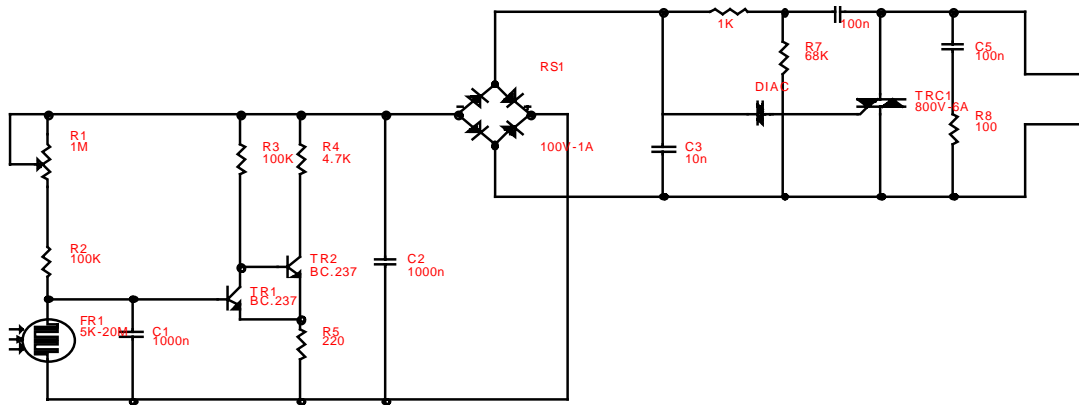 1K
100n
R7
68K
C5
100n
RS1
DIAC
TRC1
800V-6A
R1
1M
R3
100K
R4
4.7K
100V-1A
C3
10n
R8
100
R2
100K
TR2
BC.237
C2
1000n
TR1
BC.237
FR1
5K-20M
C1
1000n
R5
220